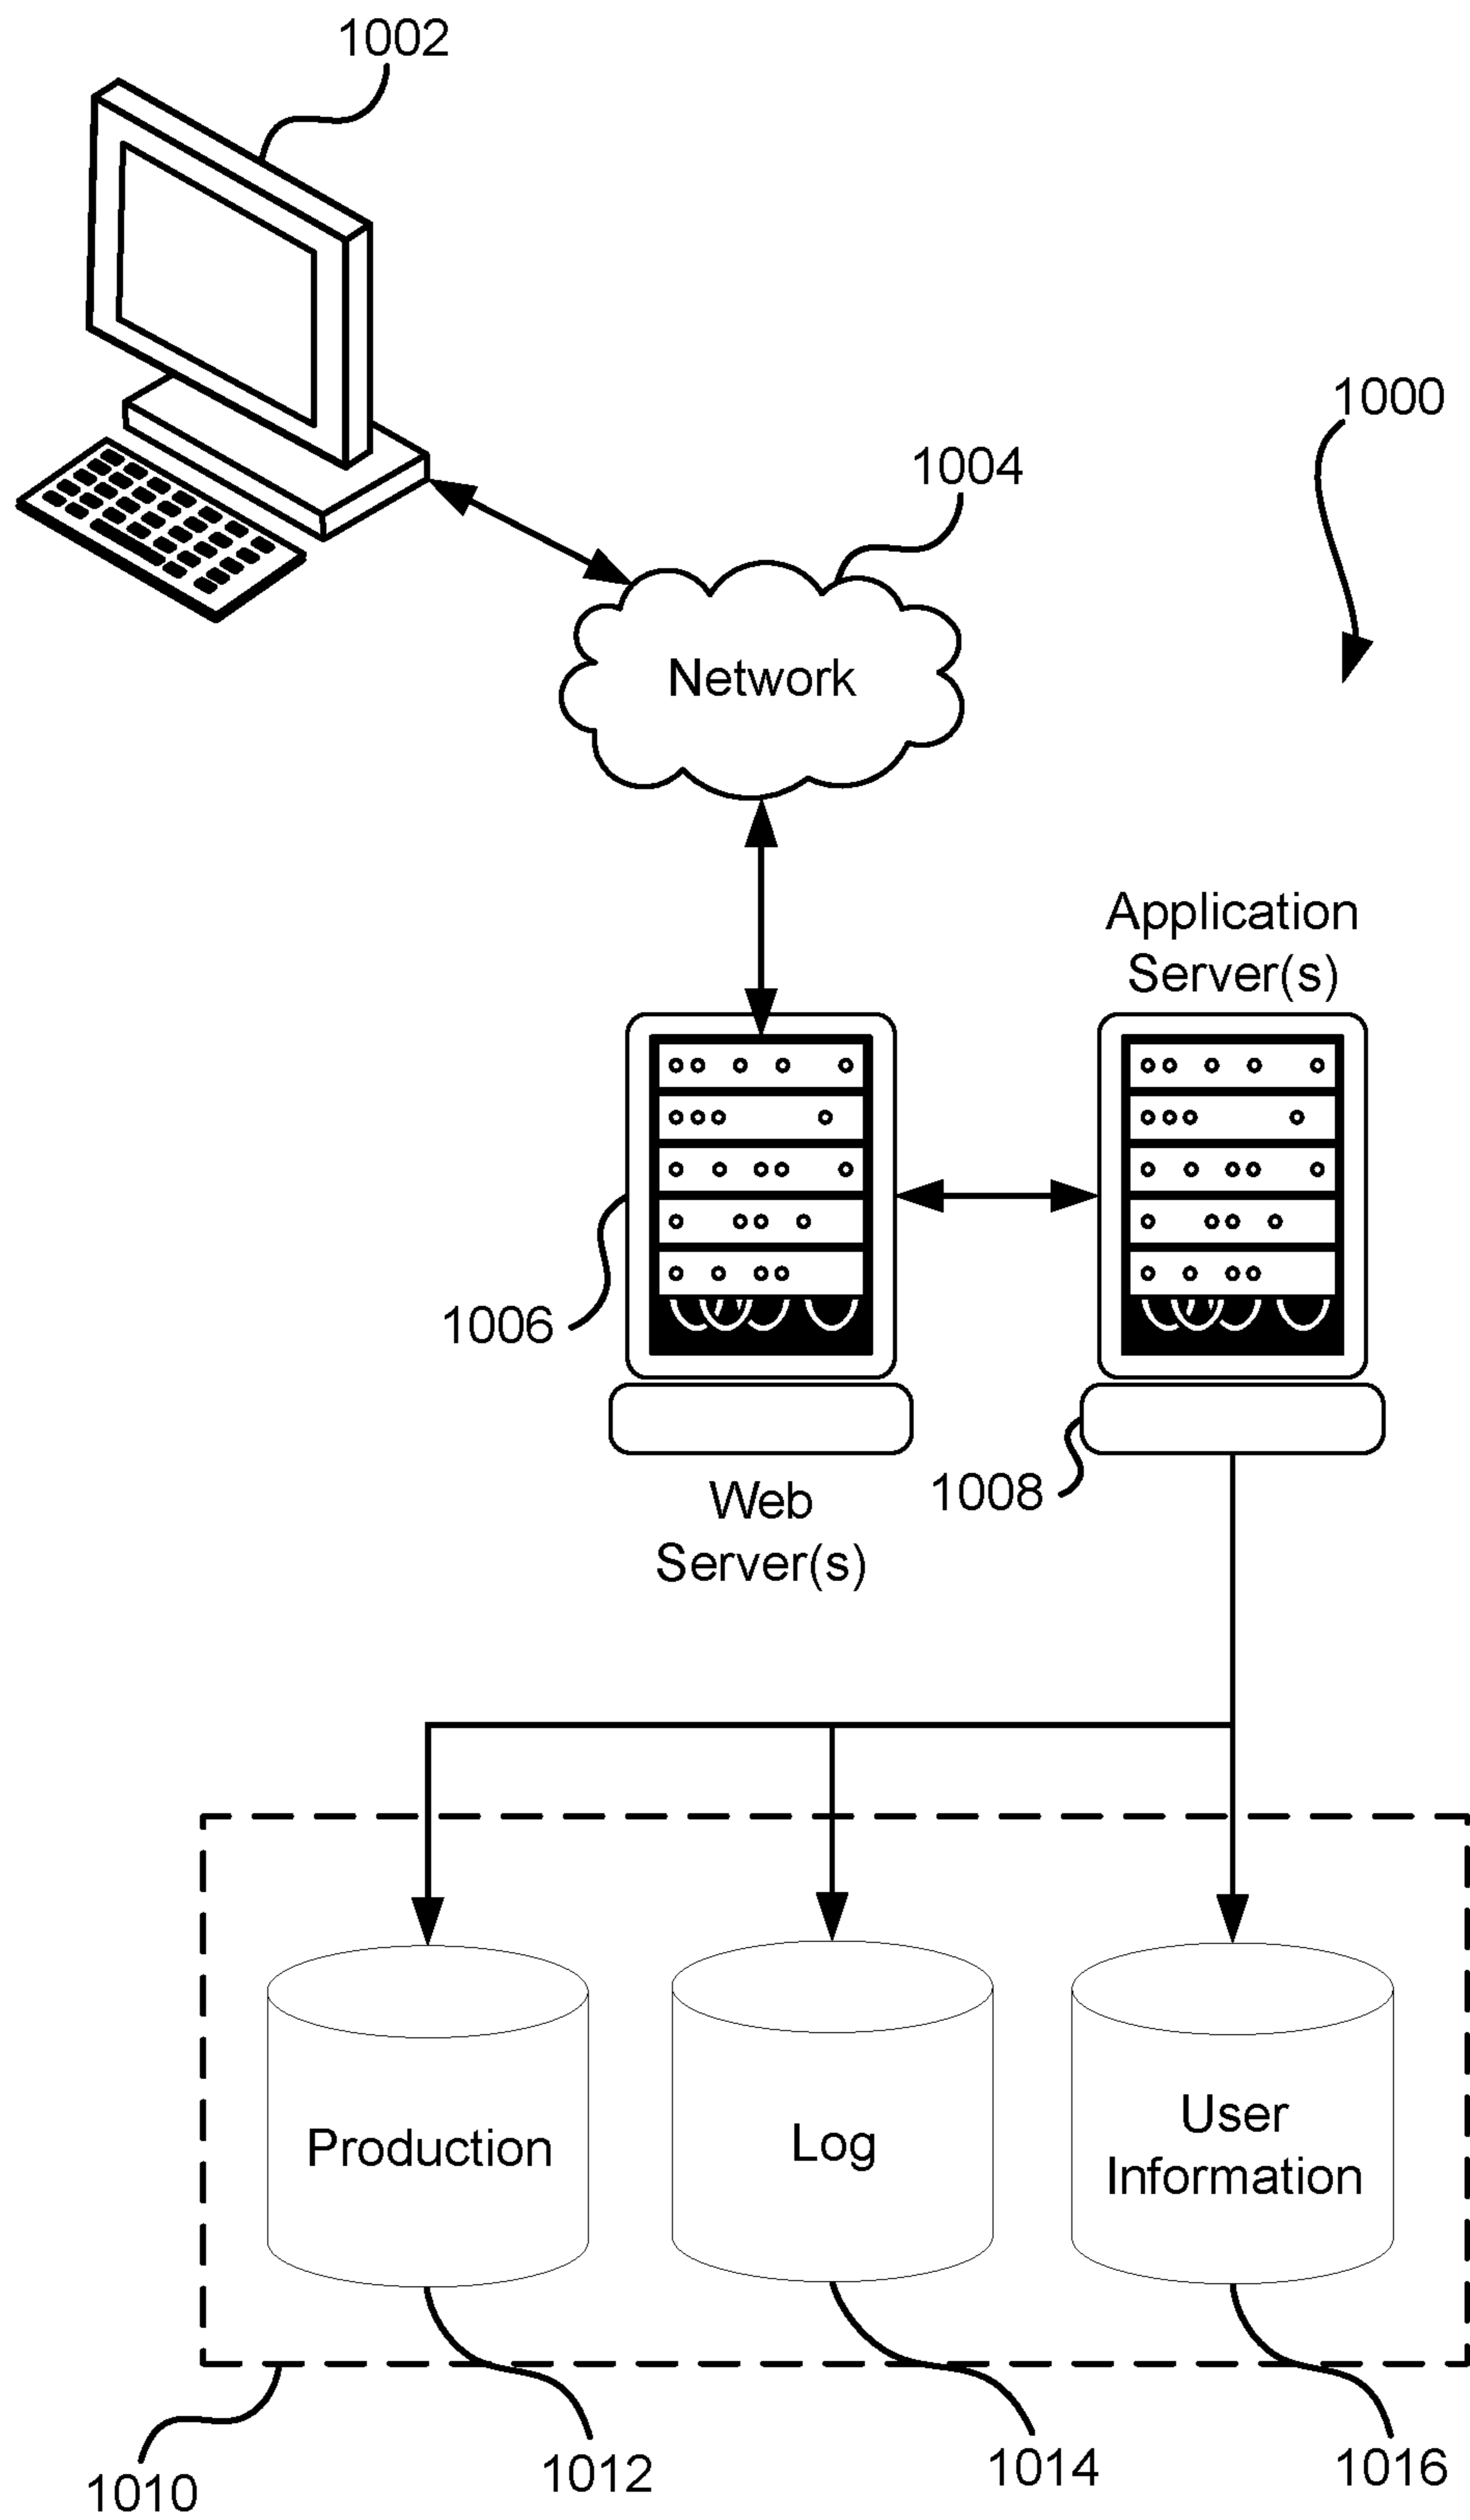 1002
1000
1004
Network
Application
Server(s)
1006
1008
Web
Server(s)
Production
Log
User
Information
1010
1012
1014
1016